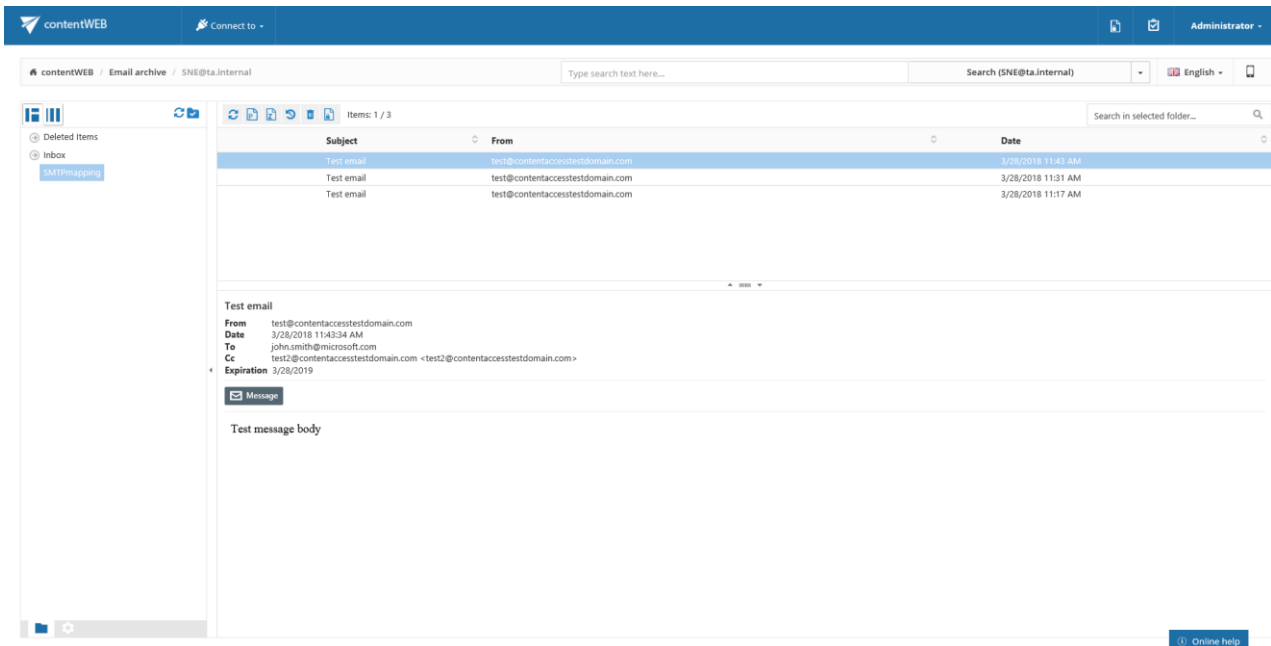 contentWEB Connect to Administrator
contentWEB / Email archive / SNE@ta.internal Type search text here... Search (SNE@ta.internal) English
Items: 1 / 3 Search in selected folder...
Deleted Items
Inbox
SMTPmapping
Subject From Date
Test email test@contentaccesstestdomain.com 3/28/2018 11:43 AM
Test email test@contentaccesstestdomain.com 3/28/2018 11:31 AM
Test email test@contentaccesstestdomain.com 3/28/2018 11:17 AM
Test email
From test@contentaccesstestdomain.com
Date 3/28/2018 11:43:34 AM
To john.smith@microsoft.com
Cc test2@contentaccesstestdomain.com <test2@contentaccesstestdomain.com>
Expiration 3/28/2019
Message
Test message body
Online help